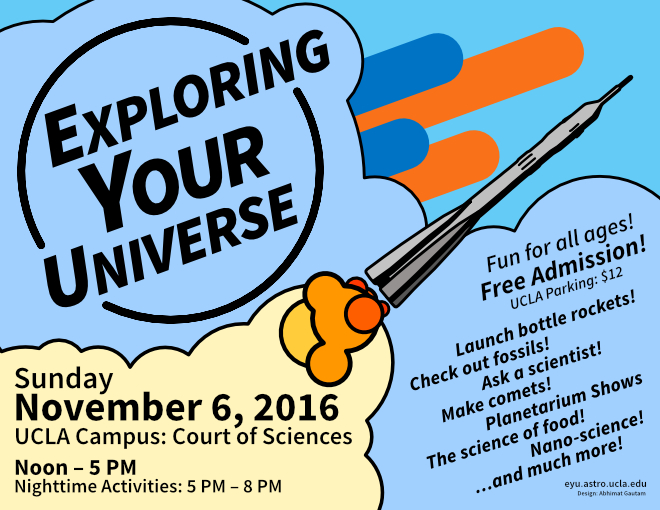 EXPLORING
YOUR
UNIVERSE
Sunday
November 6, 2016
UCLA Campus: Court of Sciences
Noon – 5 PM
Nighttime Activities: 5 PM – 8 PM
Fun for all ages!
Free Admission!
UCLA Parking: $12
Launch bottle rockets!
Check out fossils!
Ask a scientist!
Make comets!
Planetarium Shows
The science of food!
Nano-science!
...and much more!
eyu.astro.ucla.edu
Design: Abhimat Gautam